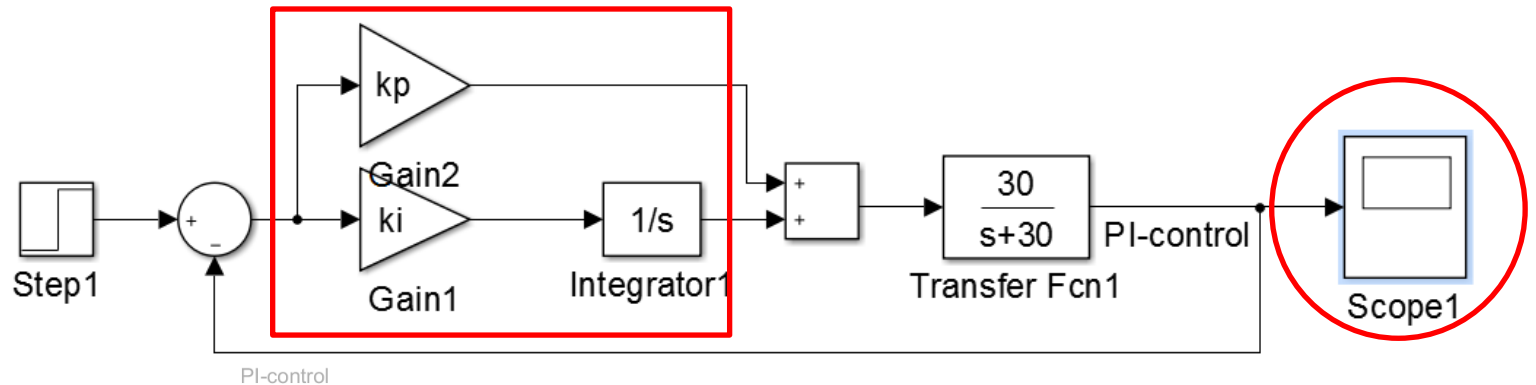 kp
Gain2
+
−
ki
1/s
+
+
30
s+30
PI-control
Step1
Gain1
Integrator1
Transfer Fcn1
Scope1
PI-control